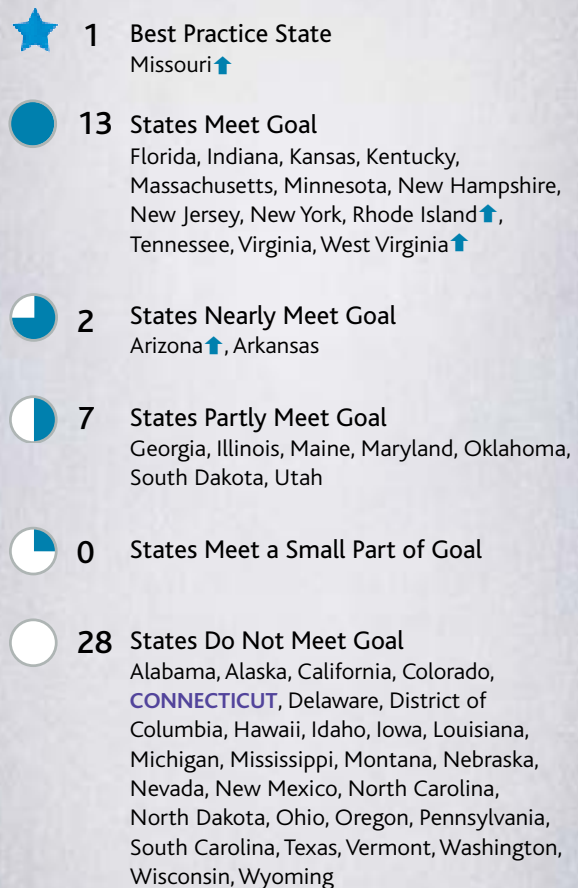 1 Best Practice State
Missouri⬆
13 States Meet Goal
Florida, Indiana, Kansas, Kentucky,
Massachusetts, Minnesota, New Hampshire,
New Jersey, New York, Rhode Island⬆,
Tennessee, Virginia, West Virginia⬆
2 States Nearly Meet Goal
Arizona⬆, Arkansas
7 States Partly Meet Goal
Georgia, Illinois, Maine, Maryland, Oklahoma,
South Dakota, Utah
0 States Meet a Small Part of Goal
28 States Do Not Meet Goal
Alabama, Alaska, California, Colorado,
CONNECTICUT, Delaware, District of
Columbia, Hawaii, Idaho, Iowa, Louisiana,
Michigan, Mississippi, Montana, Nebraska,
Nevada, New Mexico, North Carolina,
North Dakota, Ohio, Oregon, Pennsylvania,
South Carolina, Texas, Vermont, Washington,
Wisconsin, Wyoming